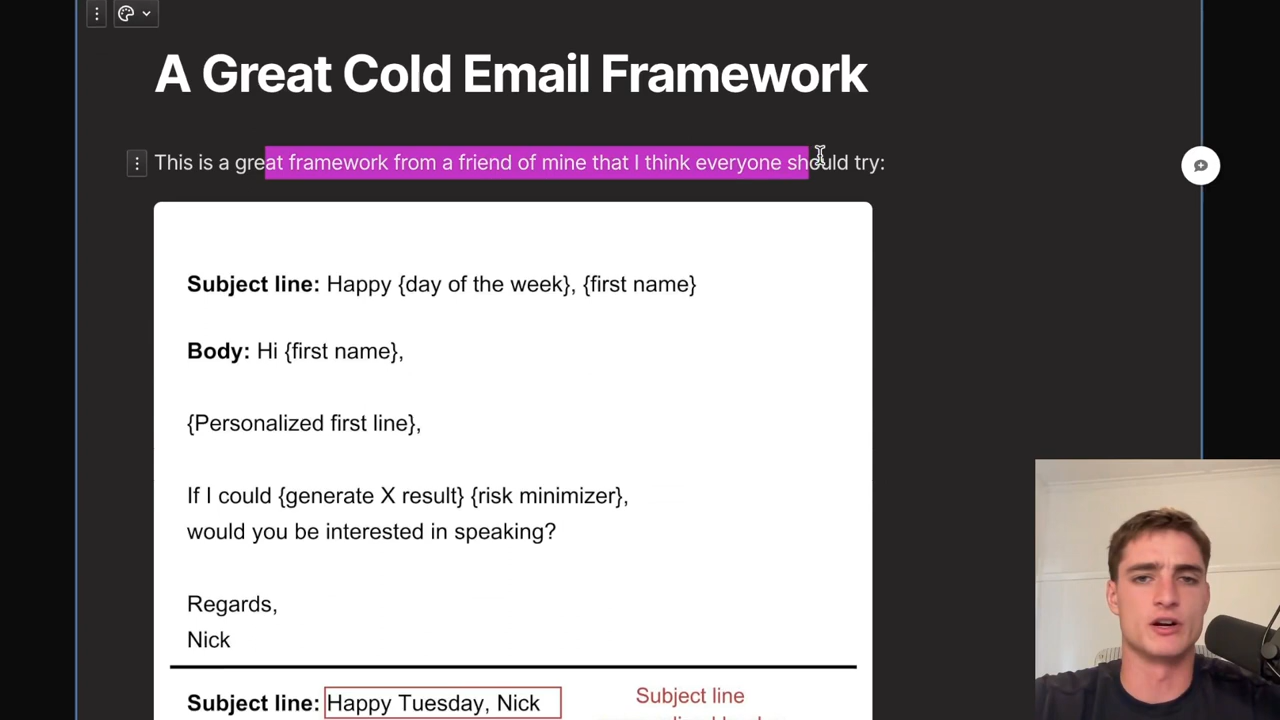 A Great Cold Email Framework
This is a great framework from a friend of mine that I think everyone should try:
Subject line: Happy {day of the week}, {first name}
Body: Hi {first name},
{Personalized first line},
If I could {generate X result} {risk minimizer},
would you be interested in speaking?
Regards,
Nick
Subject line: Happy Tuesday, Nick
Subject line